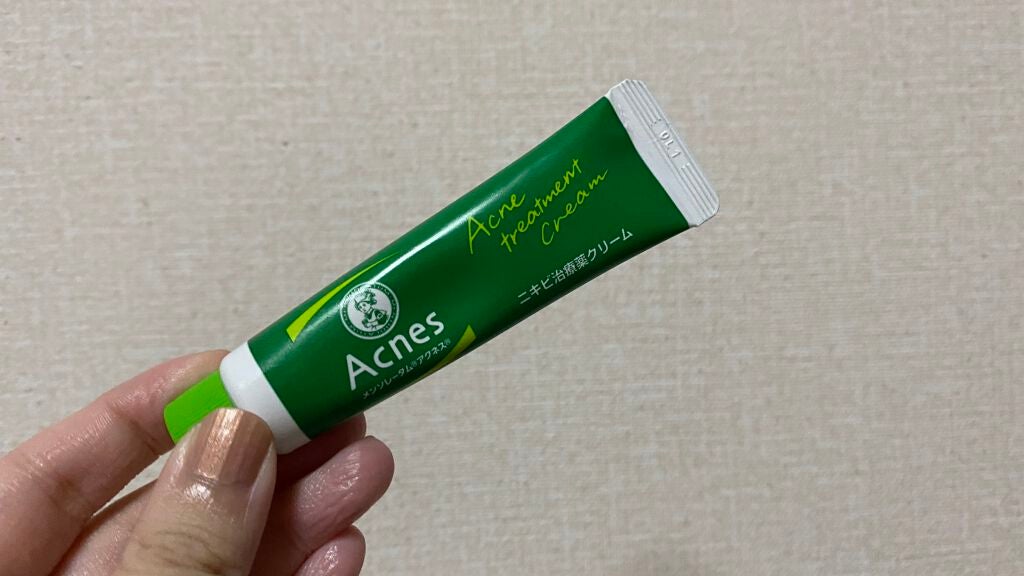 Acne
treatment
Cream
ニキビ治療薬クリーム
Acnes
メンソレータム®アクネス®